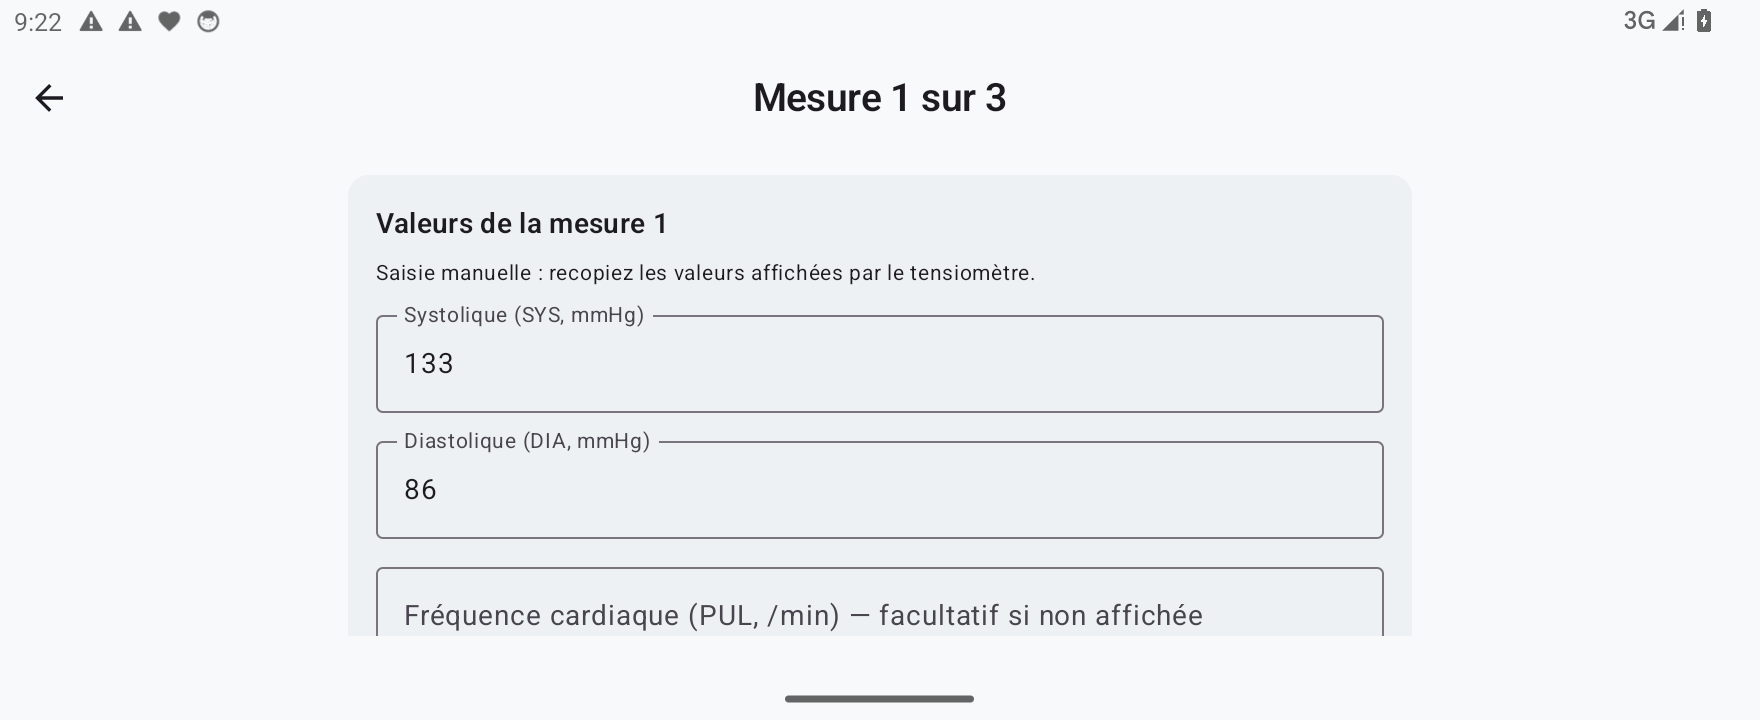 9:22
3G
Mesure 1 sur 3
Valeurs de la mesure 1
Saisie manuelle : recopiez les valeurs affichées par le tensiomètre.
Systolique (SYS, mmHg)
133
Diastolique (DIA, mmHg)
86
Fréquence cardiaque (PUL, /min) — facultatif si non affichée